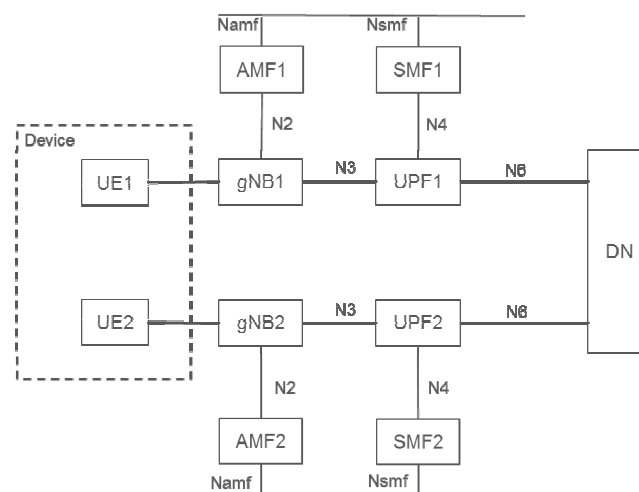 Namf Nsmf
AMF1 SMF1
N2 N4
Device
UE1 gNB1 N3 UPF1 N6
DN
UE2 gNB2 N3 UPF2 N6
N2 N4
AMF2 SMF2
Namf Nsmf